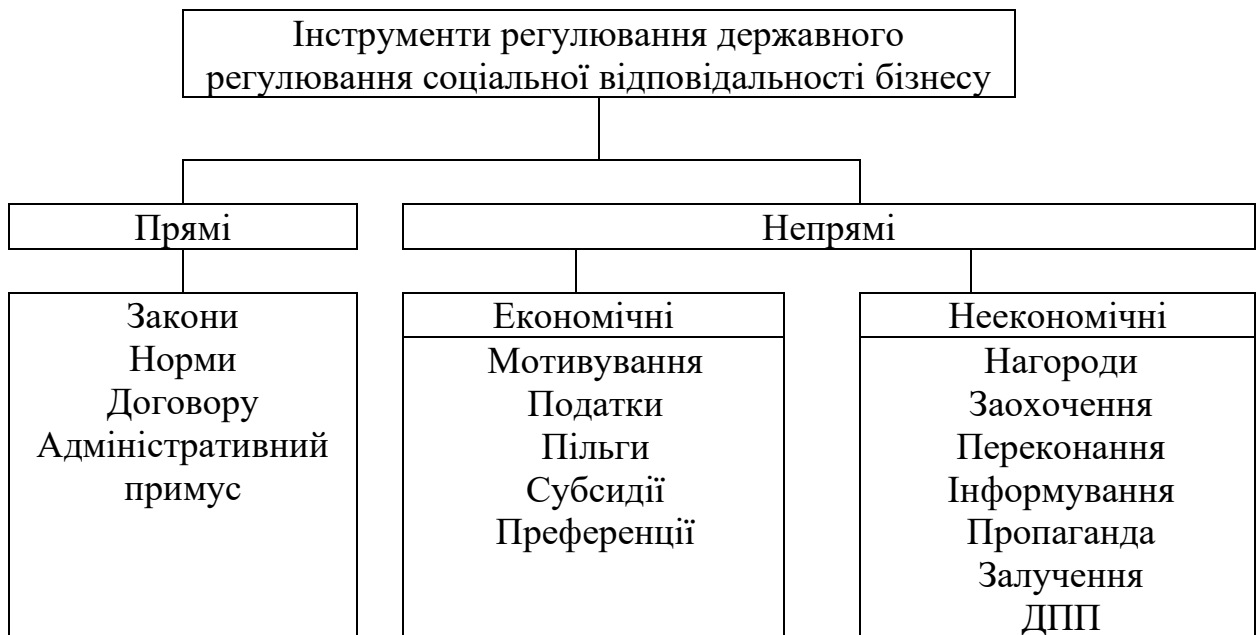 Інструменти регулювання державного
регулювання соціальної відповідальності бізнесу
Прямі
Непрямі
Закони
Норми
Договору
Адміністративний
примус
Економічні
Мотивування
Податки
Пільги
Субсидії
Преференції
Неекономічні
Нагороди
Заохочення
Переконання
Інформування
Пропаганда
Залучення
ДПП